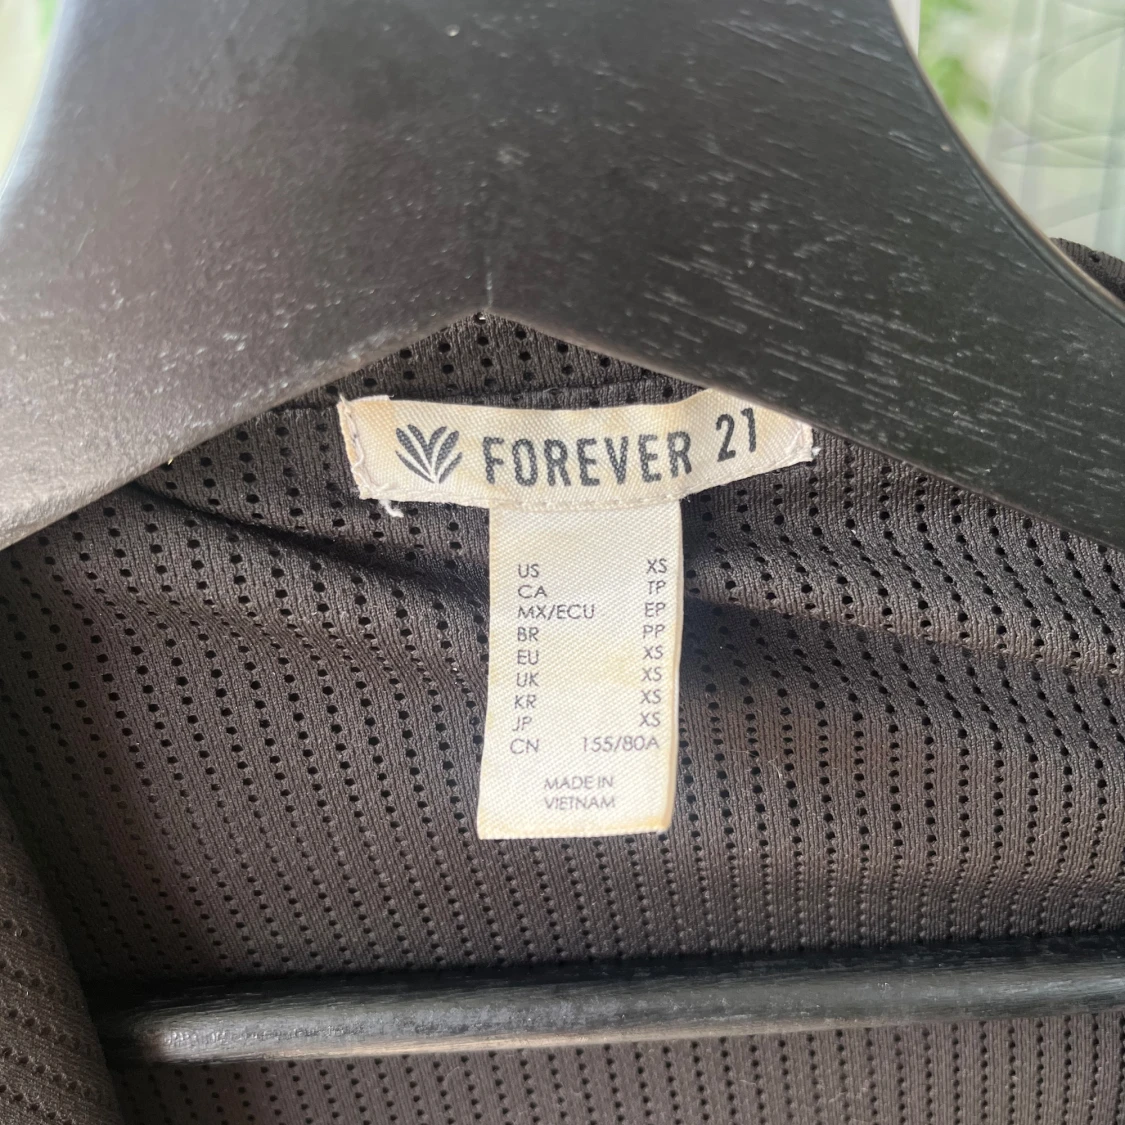 FOREVER 21
US XS
CA TP
MX/ECU EP
BR PP
EU XS
UK XS
KR XS
JP XS
CN 155/80A
MADE IN
VIETNAM